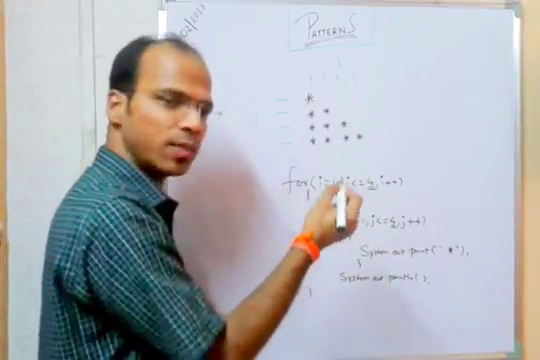 PATTERNS
*
* *
* * *
* * * *
for(i=1;i<=4;i++)
{
,j<=4,j++)
System out print(" *"),
}
System out println(),
}